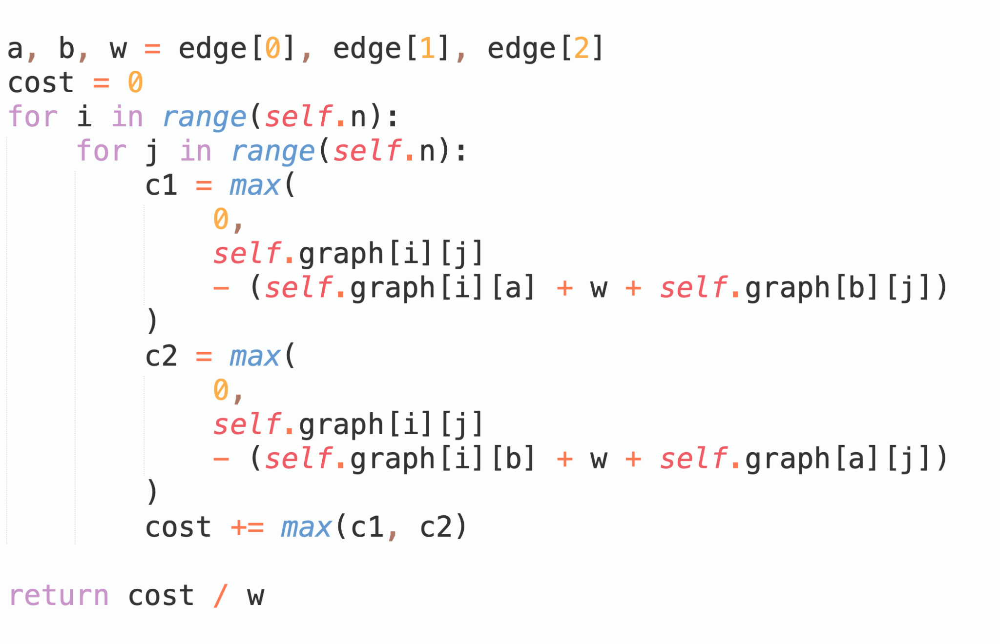 a, b, w = edge[0], edge[1], edge[2]
cost = 0
for i in range(self.n):
    for j in range(self.n):
        c1 = max(
            0,
            self.graph[i][j]
            - (self.graph[i][a] + w + self.graph[b][j])
        )
        c2 = max(
            0,
            self.graph[i][j]
            - (self.graph[i][b] + w + self.graph[a][j])
        )
        cost += max(c1, c2)

return cost / w